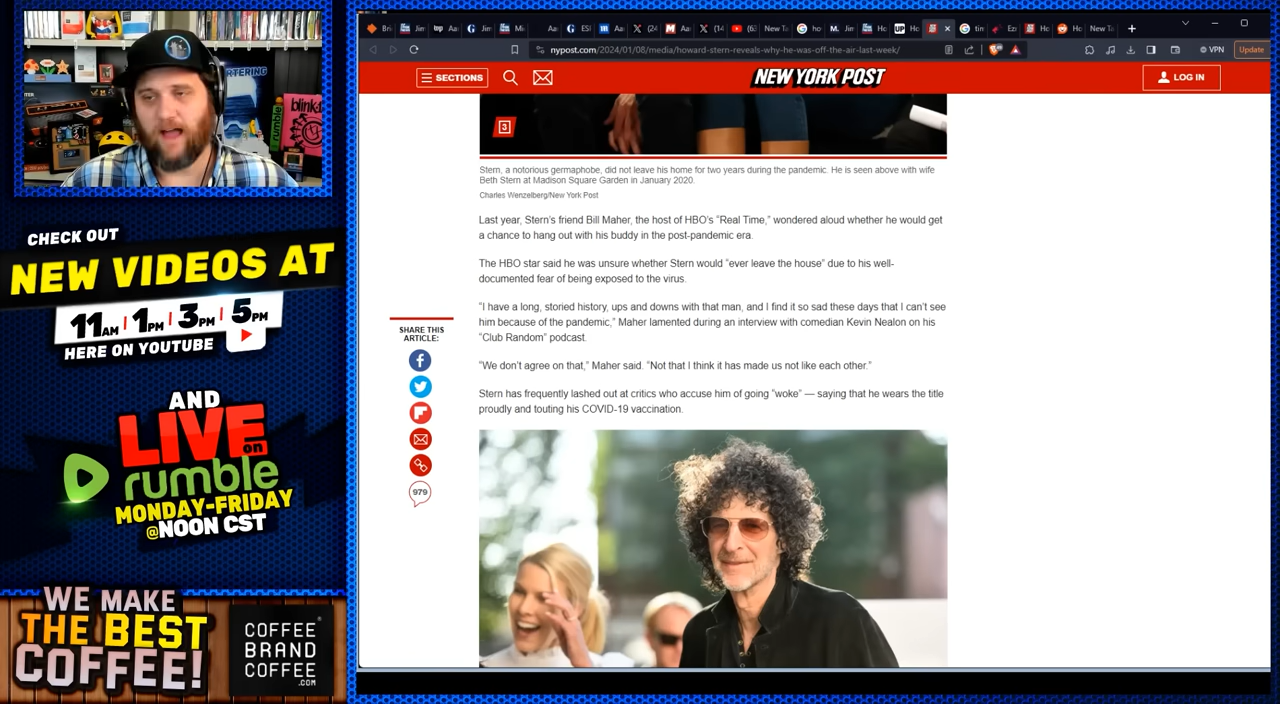 TERING
rumble
blink
CHECK OUT
NEW VIDEOS AT
11AM | 1PM | 3PM | 5PM
HERE ON YOUTUBE
AND
LIVE on
rumble
MONDAY-FRIDAY
@NOON CST
WE MAKE
THE BEST
COFFEE!
COFFEE
BRAND
COFFEE
.COM
nypost.com/2024/01/08/media/howard-stern-reveals-why-he-was-off-the-air-last-week/
VPN
Update
SECTIONS
NEW YORK POST
LOG IN
3
Stern, a notorious germaphobe, did not leave his home for two years during the pandemic. He is seen above with wife
Beth Stern at Madison Square Garden in January 2020.
Charles Wenzelberg/New York Post
Last year, Stern’s friend Bill Maher, the host of HBO’s “Real Time,” wondered aloud whether he would get
a chance to hang out with his buddy in the post-pandemic era.
The HBO star said he was unsure whether Stern would “ever leave the house” due to his well-
documented fear of being exposed to the virus.
“I have a long, storied history, ups and downs with that man, and I find it so sad these days that I can’t see
him because of the pandemic,” Maher lamented during an interview with comedian Kevin Nealon on his
“Club Random” podcast.
“We don’t agree on that,” Maher said. “Not that I think it has made us not like each other.”
Stern has frequently lashed out at critics who accuse him of going “woke” — saying that he wears the title
proudly and touting his COVID-19 vaccination.
SHARE THIS
ARTICLE:
979